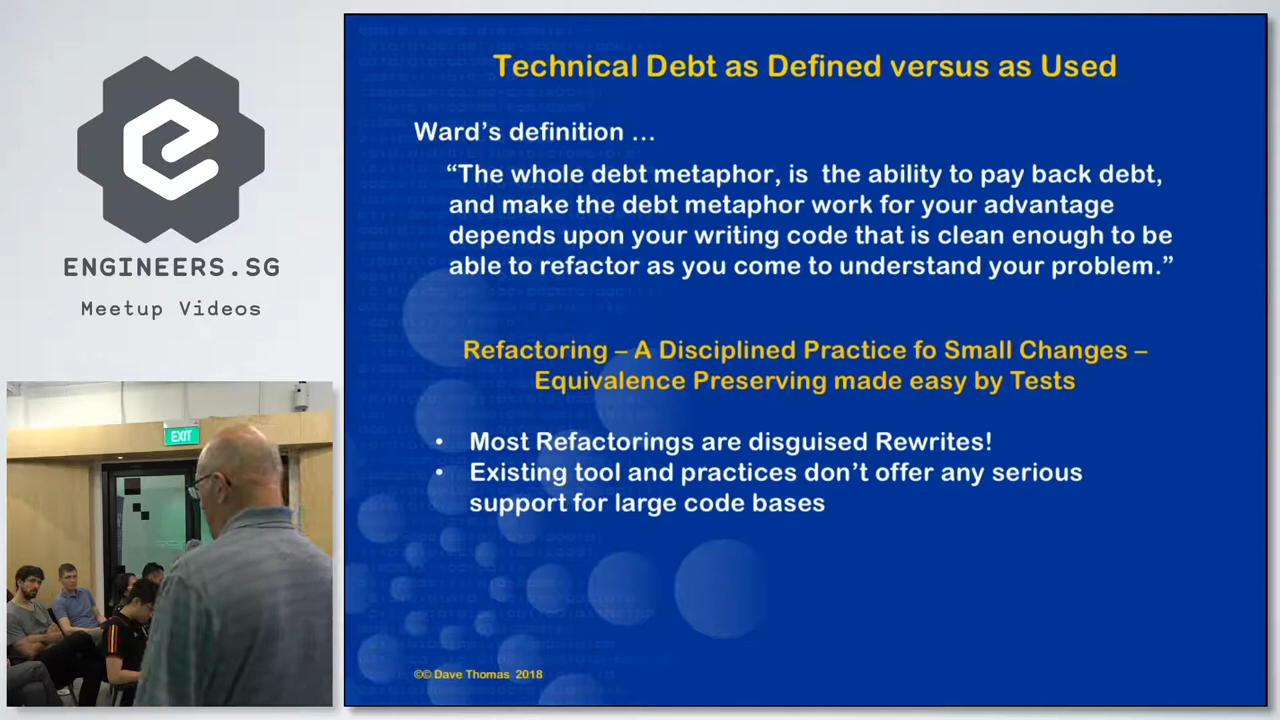 ENGINEERS.SG
Meetup Videos
EXIT
Technical Debt as Defined versus as Used
Ward’s definition …
“The whole debt metaphor, is the ability to pay back debt,
and make the debt metaphor work for your advantage
depends upon your writing code that is clean enough to be
able to refactor as you come to understand your problem.”
Refactoring – A Disciplined Practice fo Small Changes –
Equivalence Preserving made easy by Tests
• Most Refactorings are disguised Rewrites!
• Existing tool and practices don’t offer any serious
support for large code bases
©© Dave Thomas 2018